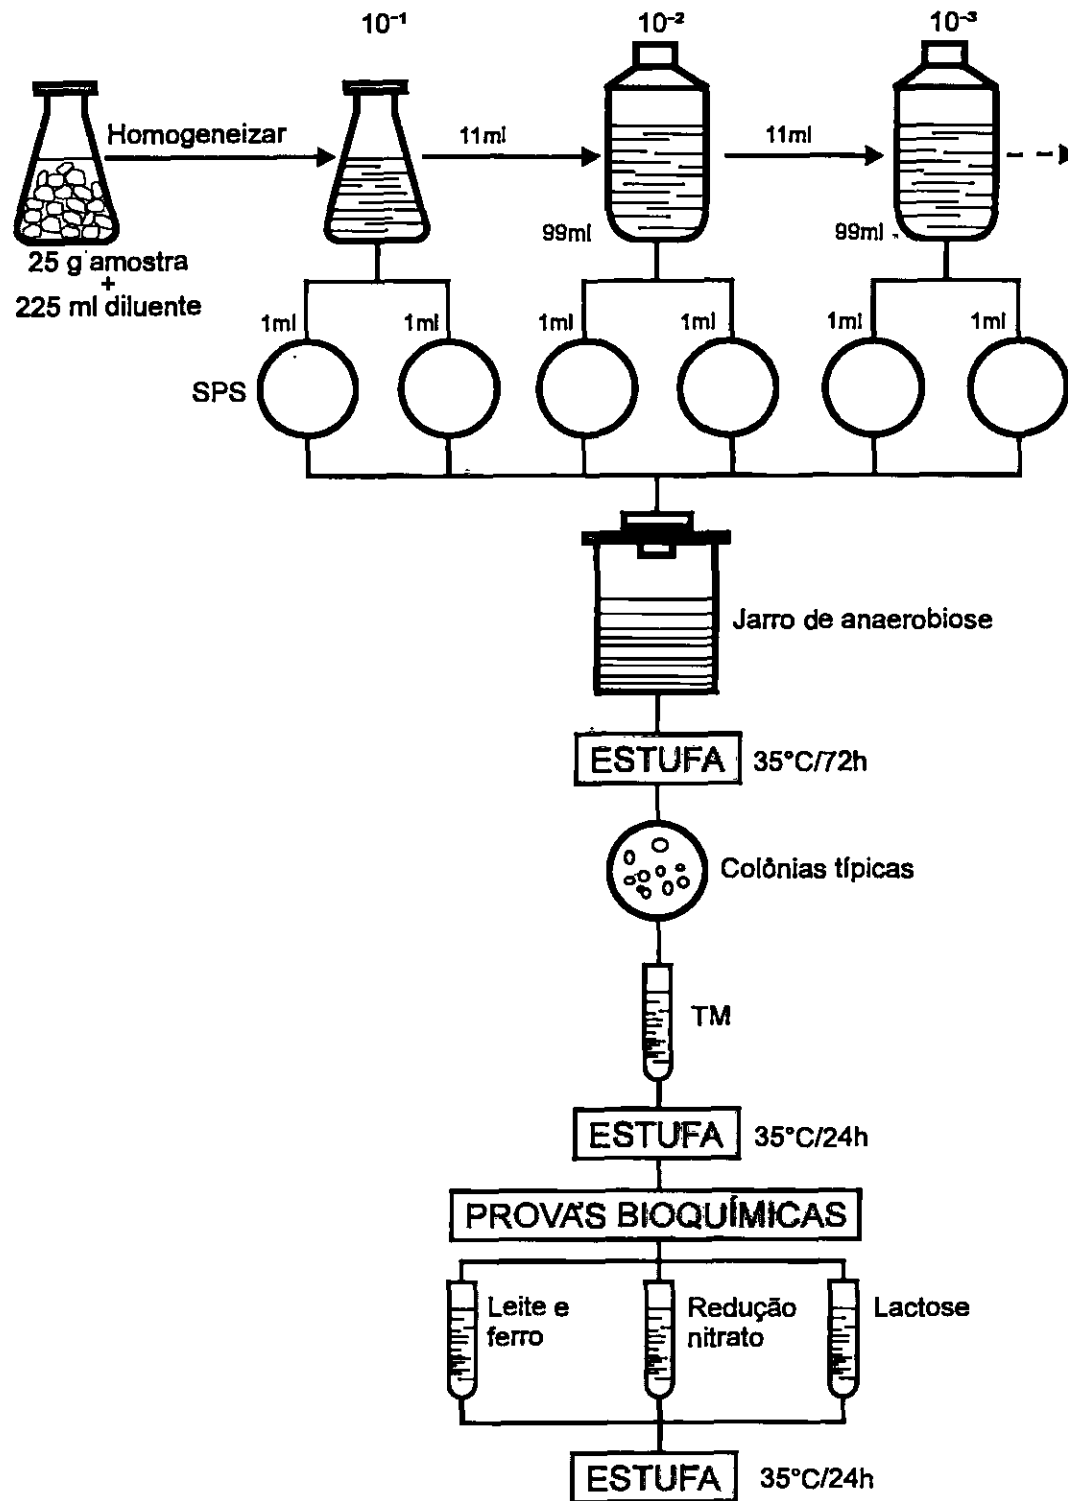 10⁻¹
10⁻²
10⁻³
Homogeneizar
11ml
11ml
99ml
99ml
25 g amostra
+
225 ml diluente
1ml
1ml
1ml
1ml
1ml
1ml
SPS
Jarro de anaerobiose
ESTUFA
35°C/72h
Colônias típicas
TM
ESTUFA
35°C/24h
PROVAS BIOQUÍMICAS
Leite e
ferro
Redução
nitrato
Lactose
ESTUFA
35°C/24h